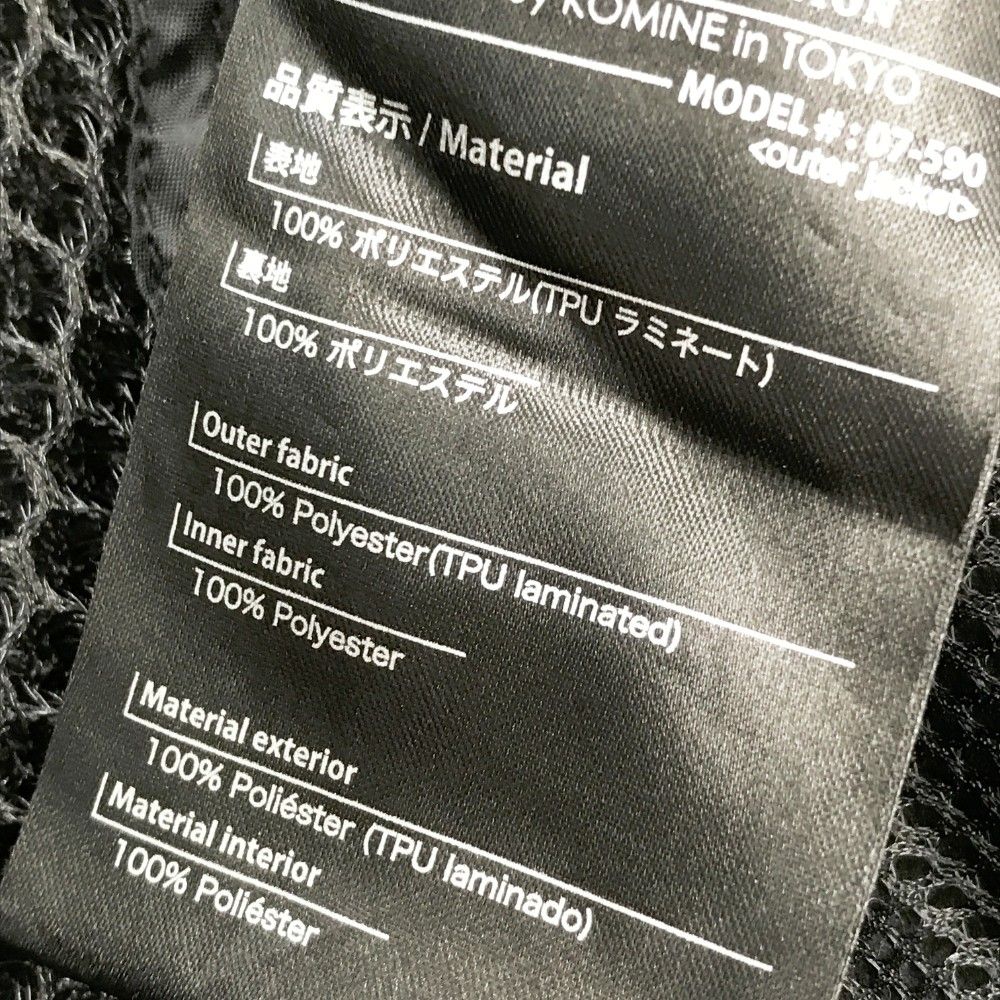 by KOMINE in TOKYO
MODEL #: 07-590
<outer jacket>
品質表示 / Material
表地
100% ポリエステル(TPU ラミネート)
裏地
100% ポリエステル
Outer fabric
100% Polyester(TPU laminated)
Inner fabric
100% Polyester
Material exterior
100% Poliéster (TPU laminado)
Material interior
100% Poliéster